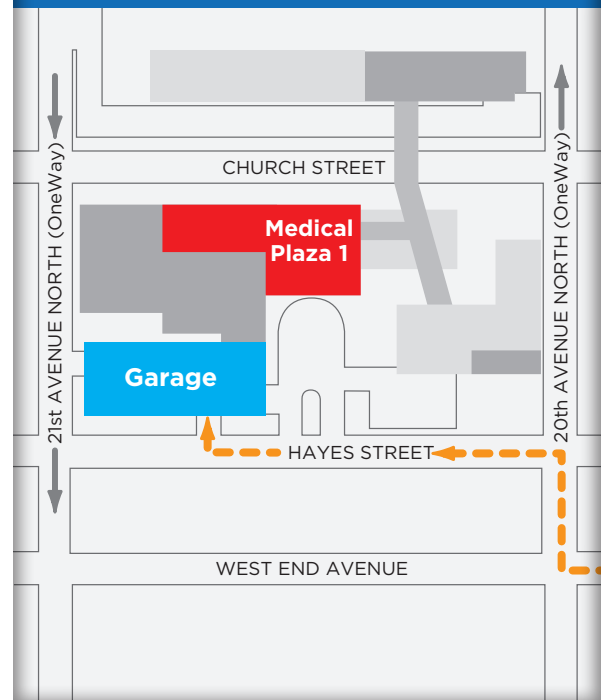 CHURCH STREET
21st AVENUE NORTH (OneWay)
20th AVENUE NORTH (OneWay)
Medical
Plaza 1
Garage
HAYES STREET
WEST END AVENUE